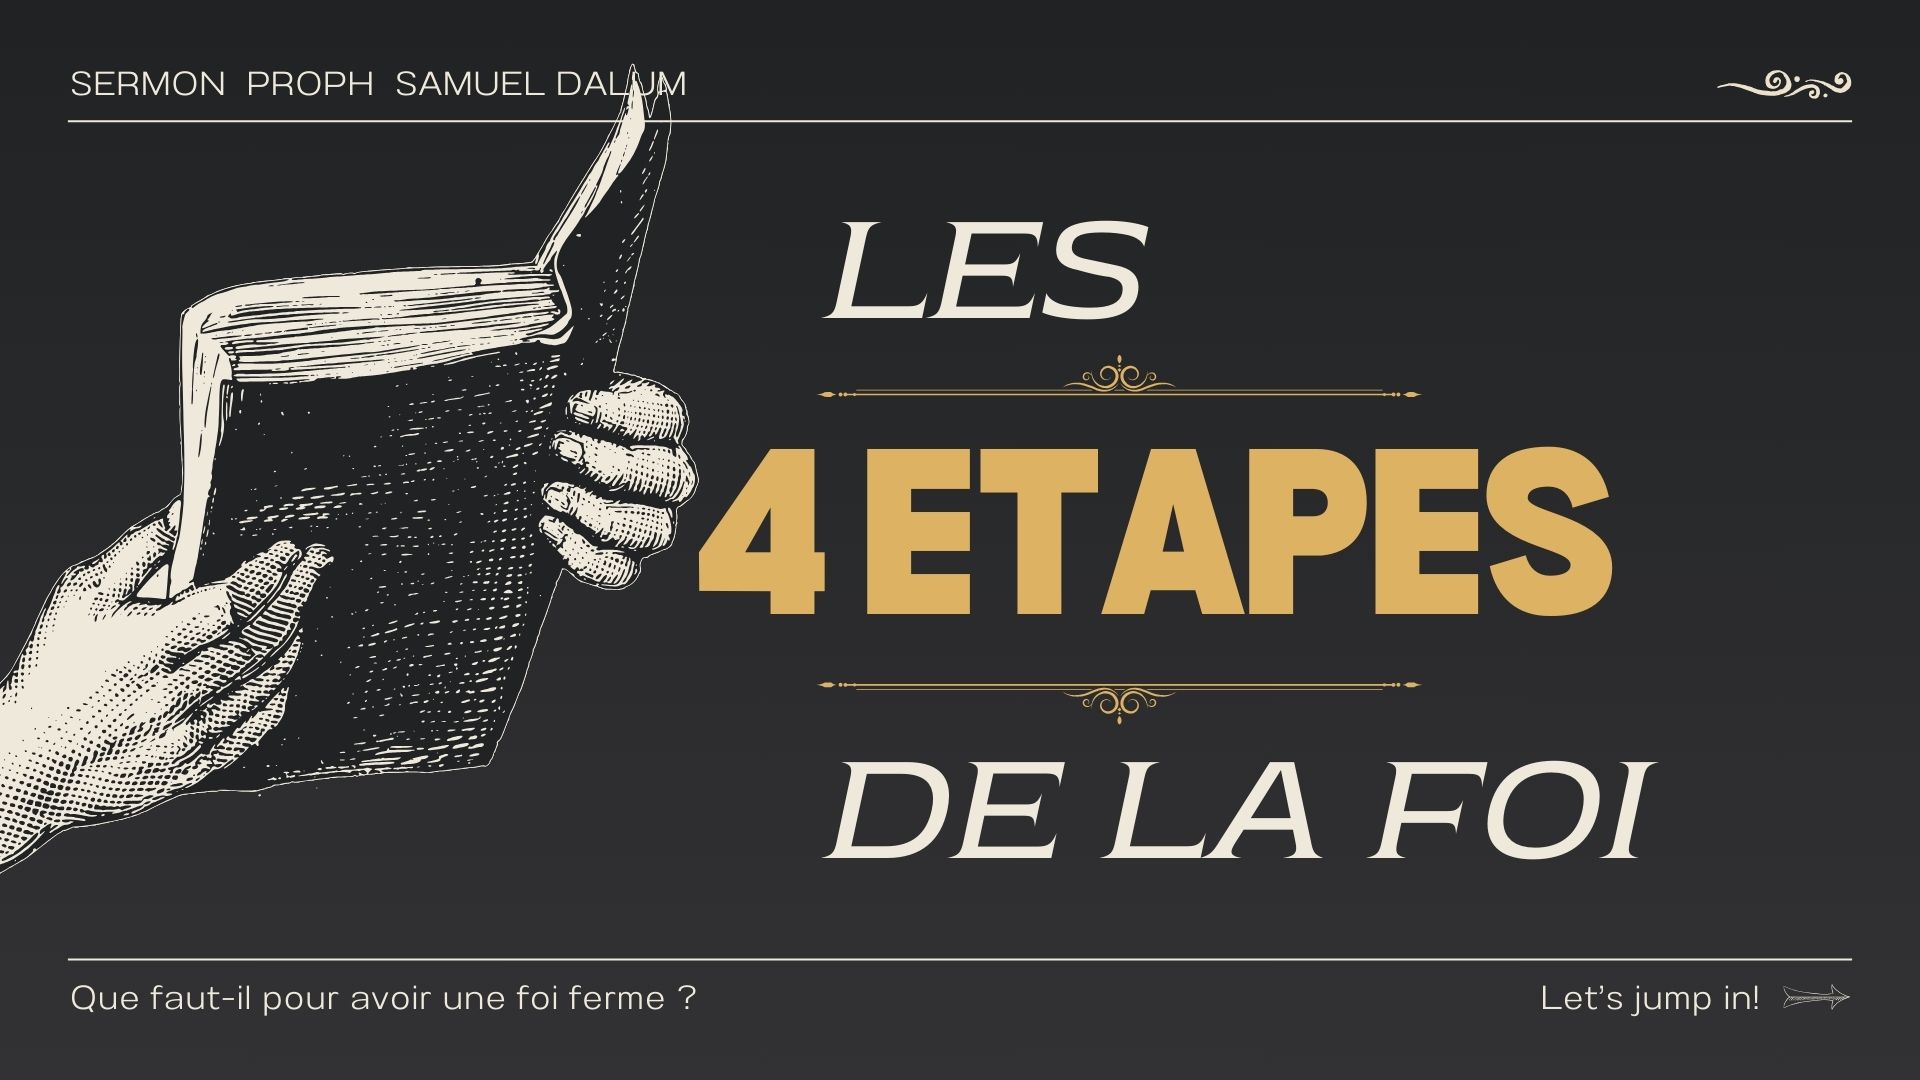 SERMON PROPH SAMUEL DALUM
LES
4 ETAPES
DE LA FOI
Que faut-il pour avoir une foi ferme ?
Let's jump in!